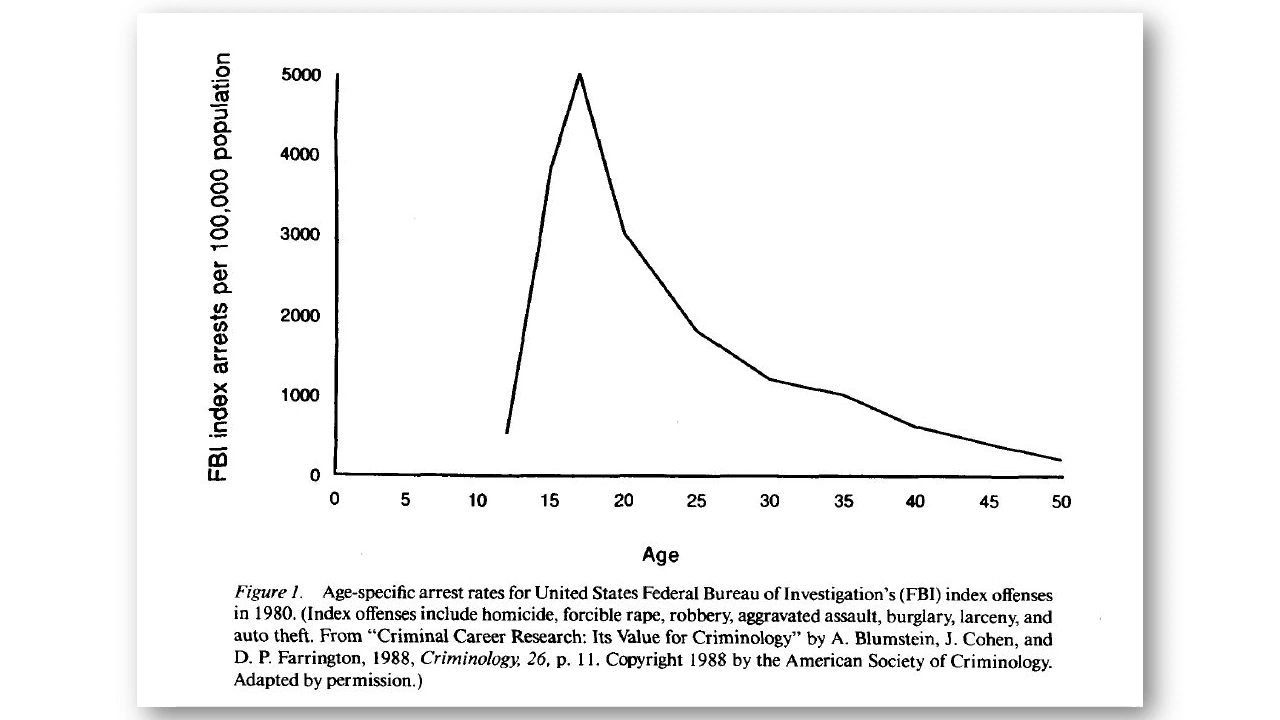 FBI index arrests per 100,000 population
5000
4000
3000
2000
1000
0
0 5 10 15 20 25 30 35 40 45 50
Age
Figure 1. Age-specific arrest rates for United States Federal Bureau of Investigation's (FBI) index offenses
in 1980. (Index offenses include homicide, forcible rape, robbery, aggravated assault, burglary, larceny, and
auto theft. From “Criminal Career Research: Its Value for Criminology” by A. Blumstein, J. Cohen, and
D. P. Farrington, 1988, Criminology, 26, p. 11. Copyright 1988 by the American Society of Criminology.
Adapted by permission.)